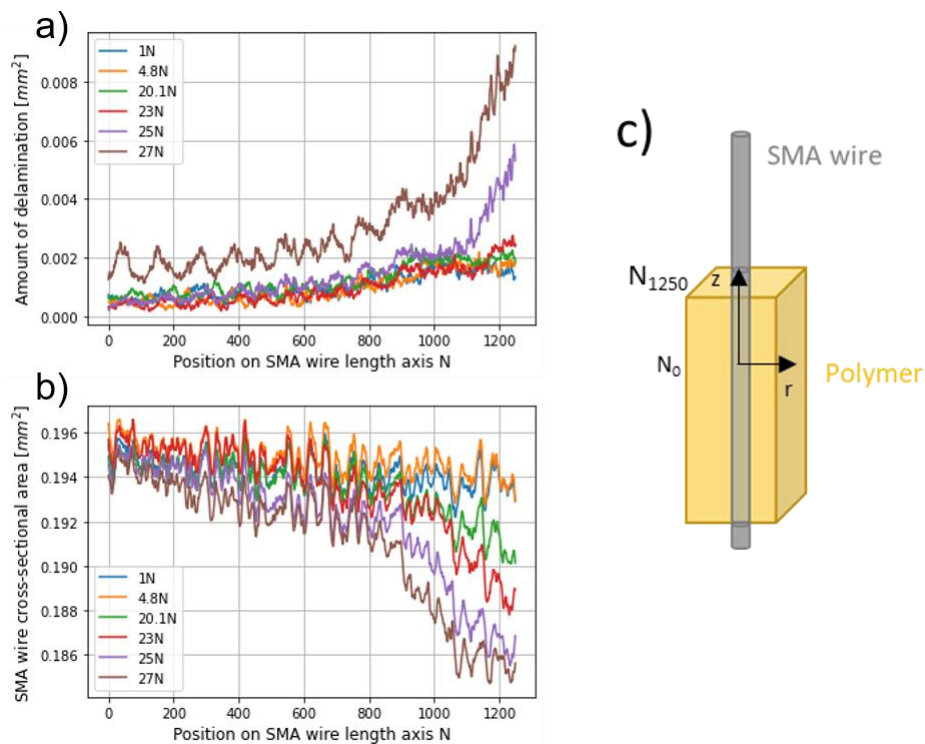 a)
Amount of delamination [mm²]
0.008
0.006
0.004
0.002
0.000
1N
4.8N
20.1N
23N
25N
27N
0 200 400 600 800 1000 1200
Position on SMA wire length axis N
b)
SMA wire cross-sectional area [mm²]
0.196
0.194
0.192
0.190
0.188
0.186
1N
4.8N
20.1N
23N
25N
27N
0 200 400 600 800 1000 1200
Position on SMA wire length axis N
c)
SMA wire
N₁₂₅₀
z
N₀
r
Polymer